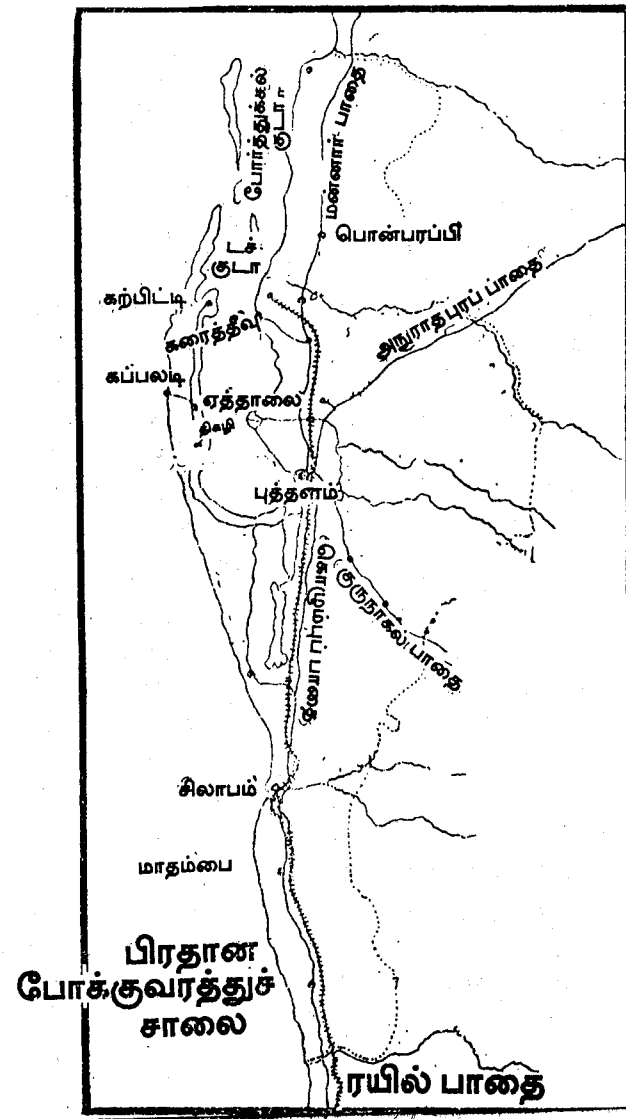 போர்த்துக்கல்
குடா
மன்னார் பாதை
பொன்பரப்பி
டச்
குடா
கற்பிட்டி
கரைத்தீவு
அநுராதபுரப் பாதை
கப்பலடி
ஏத்தாலை
திகழி
புத்தளம்
கொழும்புப் பாதை
குருநாகல் பாதை
சிலாபம்
மாதம்பை
பிரதான
போக்குவரத்துச்
சாலை
ரயில் பாதை